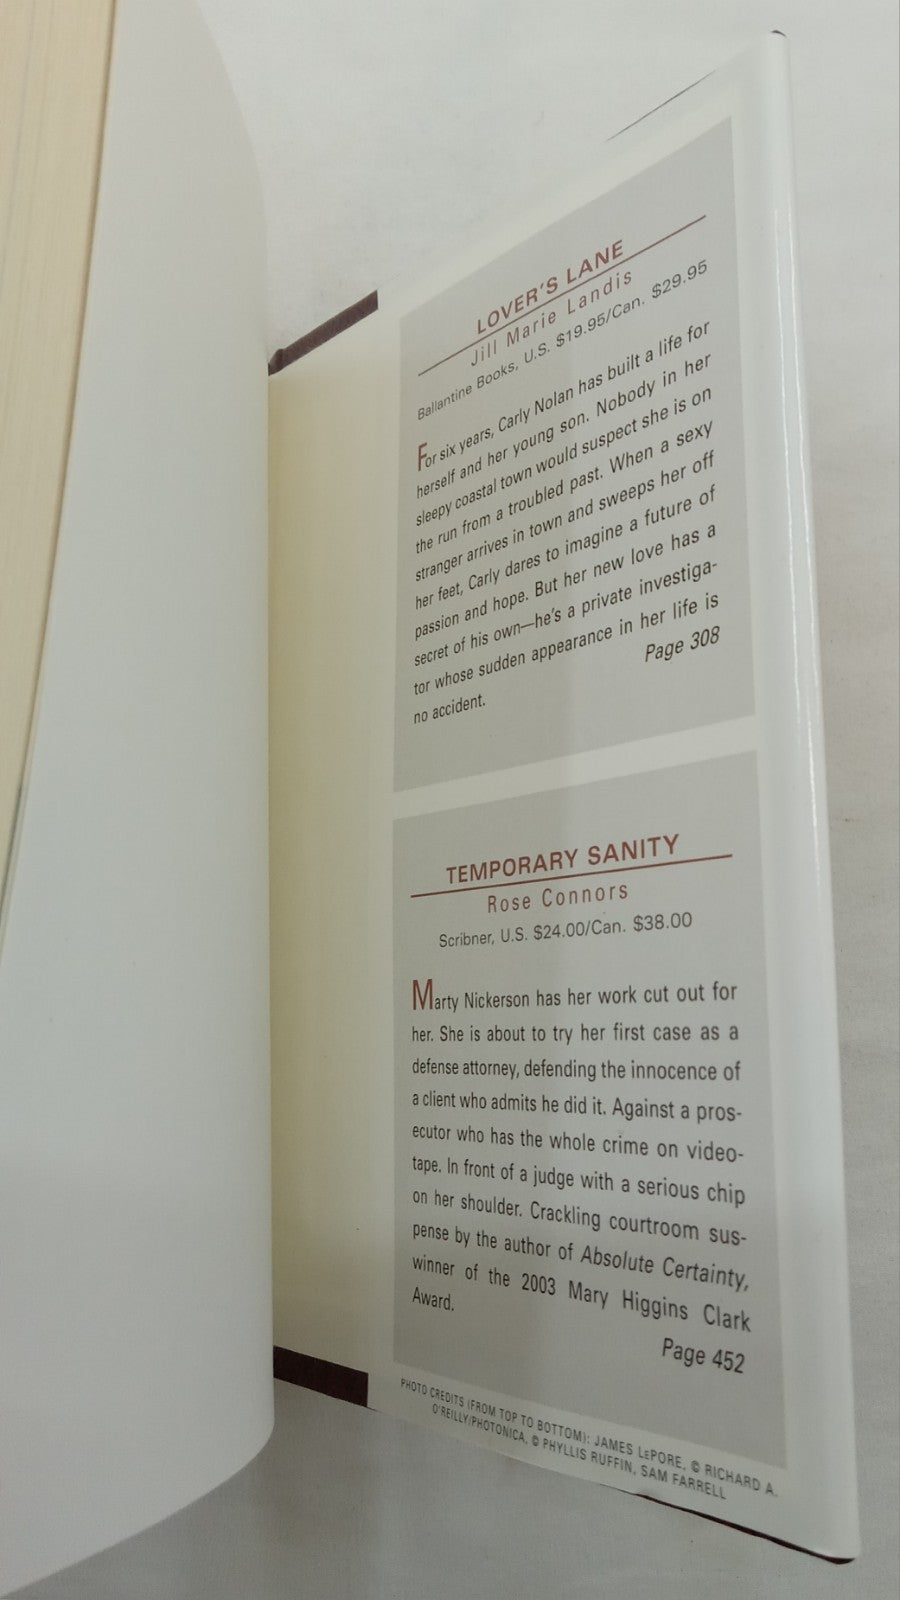 LOVER'S LANE
Jill Marie Landis
Ballantine Books, U.S. $19.95/Can. $29.95
For six years, Carly Nolan has built a life for
herself and her young son. Nobody in her
sleepy coastal town would suspect she is on
the run from a troubled past. When a sexy
stranger arrives in town and sweeps her off
her feet, Carly dares to imagine a future of
passion and hope. But her new love has a
secret of his own—he's a private investiga-
tor whose sudden appearance in her life is
no accident.
Page 308
TEMPORARY SANITY
Rose Connors
Scribner, U.S. $24.00/Can. $38.00
Marty Nickerson has her work cut out for
her. She is about to try her first case as a
defense attorney, defending the innocence of
a client who admits he did it. Against a pros-
ecutor who has the whole crime on video-
tape. In front of a judge with a serious chip
on her shoulder. Crackling courtroom sus-
pense by the author of Absolute Certainty,
winner of the 2003 Mary Higgins Clark
Award.
Page 452
PHOTO CREDITS (FROM TOP TO BOTTOM): JAMES LePORE, © RICHARD A.
O'REILLY/PHOTONICA, © PHYLLIS RUFFIN, SAM FARRELL